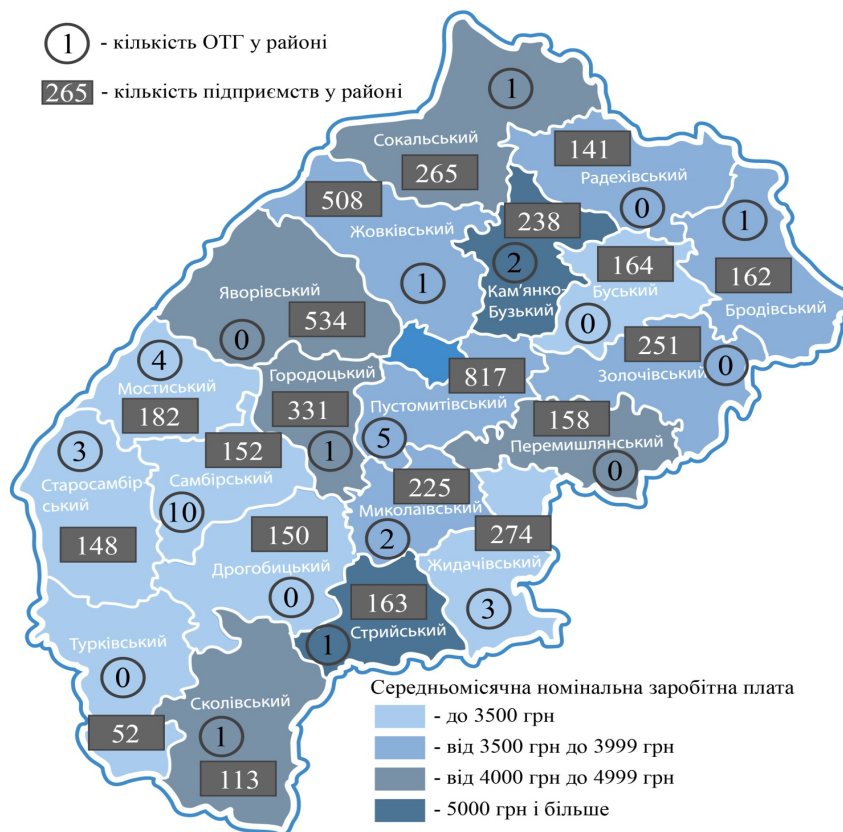 1 - кількість ОТГ у районі
265 - кількість підприємств у районі
1
Сокальський
265
141
Радехівський
0
508
Жовківський
1
238
2
Кам'янко-
Бузький
1
162
Бродівський
164
Буський
0
Яворівський
534
0
251
Золочівський
0
4
Мостиський
182
Городоцький
331
1
817
Пустомитівський
5
158
Перемишлянський
0
3
Старосамбір-
ський
148
152
Самбірський
10
225
Миколаївський
2
274
Жидачівський
3
150
Дрогобицький
0
163
Стрийський
1
Турківський
0
52
Сколівський
1
113
Середньомісячна номінальна заробітна плата
- до 3500 грн
- від 3500 грн до 3999 грн
- від 4000 грн до 4999 грн
- 5000 грн і більше